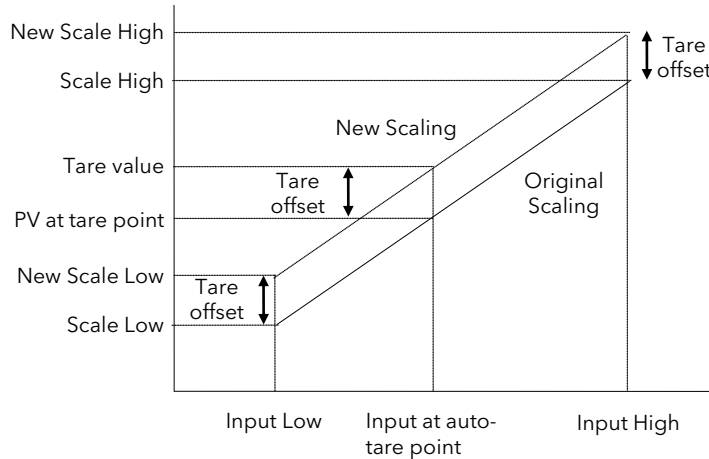 New Scale High
Tare
offset
Scale High
New Scaling
Tare value
Tare
offset
Original
Scaling
PV at tare point
New Scale Low
Tare
offset
Scale Low
Input Low
Input at auto-
tare point
Input High